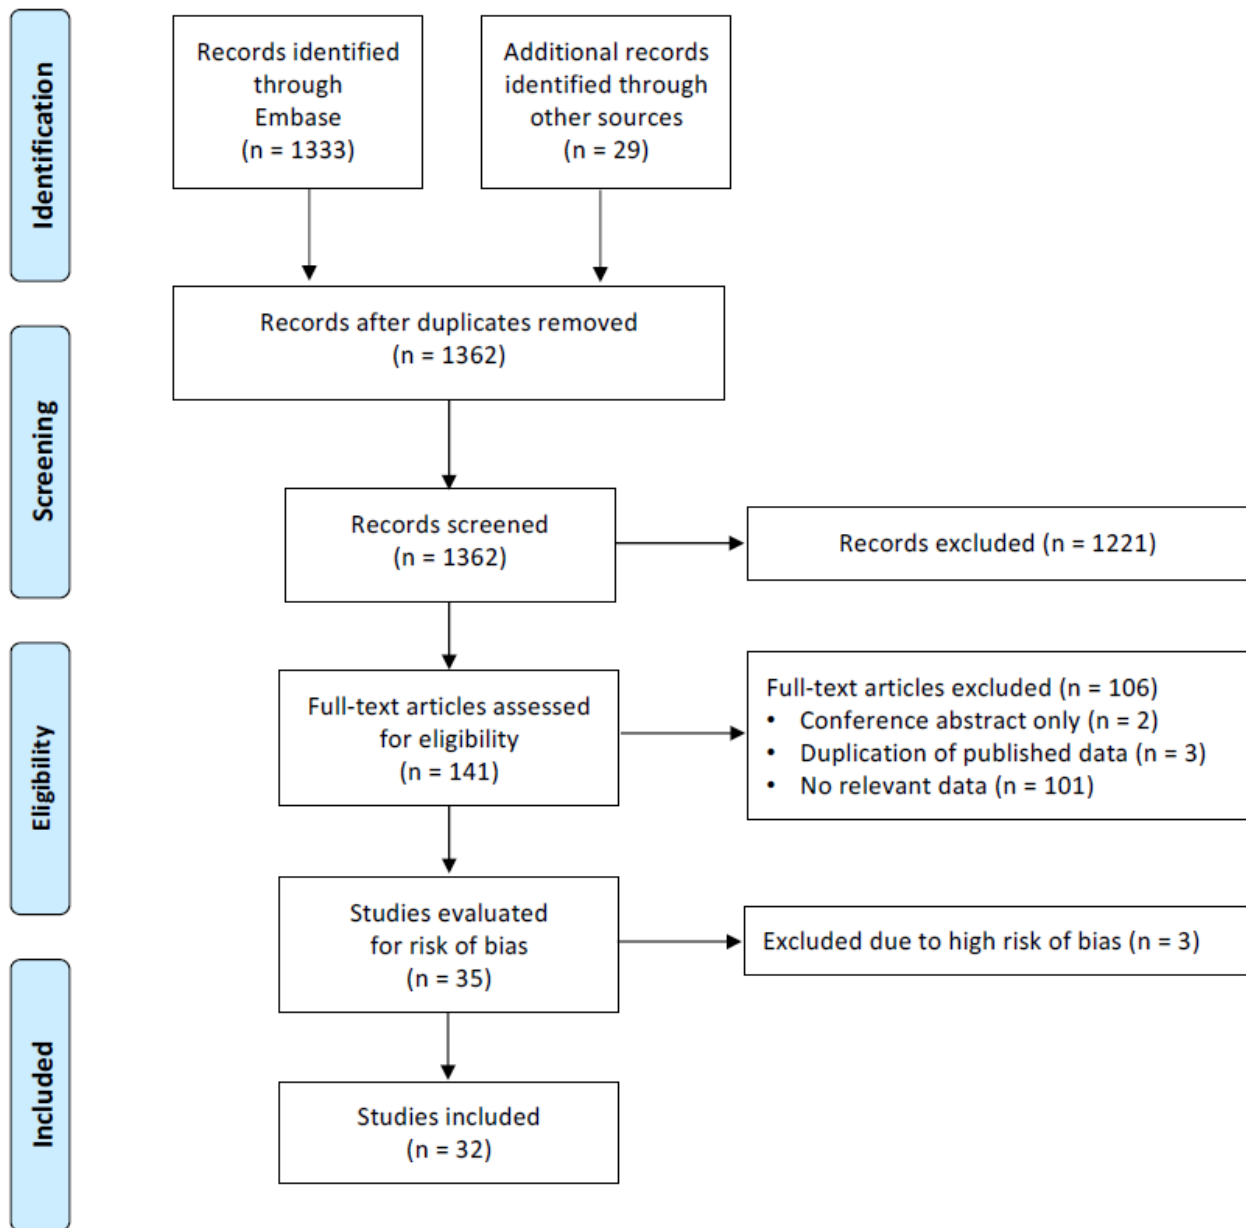 Identification
Records identified
through
Embase
(n = 1333)
Additional records
identified through
other sources
(n = 29)
Records after duplicates removed
(n = 1362)
Screening
Records screened
(n = 1362)
Records excluded (n = 1221)
Eligibility
Full-text articles assessed
for eligibility
(n = 141)
Full-text articles excluded (n = 106)
• Conference abstract only (n = 2)
• Duplication of published data (n = 3)
• No relevant data (n = 101)
Studies evaluated
for risk of bias
(n = 35)
Excluded due to high risk of bias (n = 3)
Included
Studies included
(n = 32)